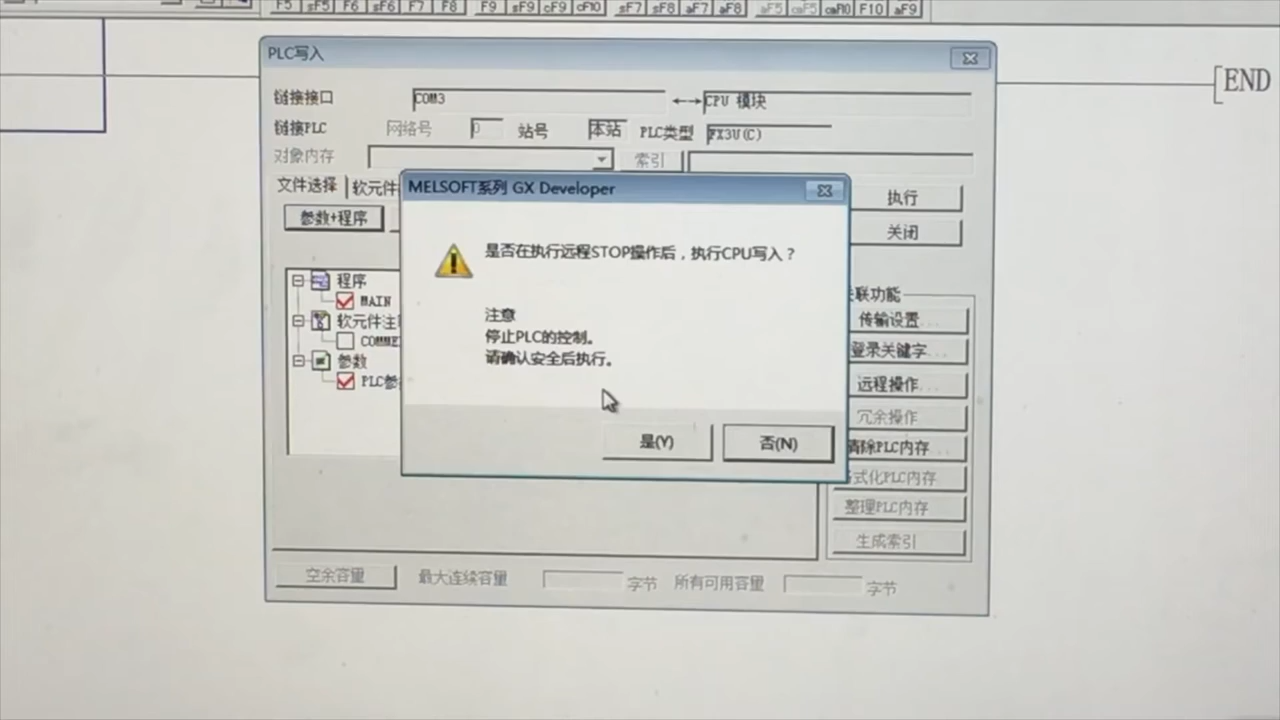 F5 sF5 F6 sF6 F7 F8 F9 sF9 cF9 cF10 sF7 sF8 aF7 aF8 aF5 caF5 caF10 F10 aF9
PLC写入
END
链接接口 COM3 CPU 模块
链接PLC 网络号 0 站号 本站 PLC类型 FX3U(C)
对象内存 索引
文件选择 软元件
参数+程序
执行
关闭
MELSOFT系列 GX Developer
是否在执行远程STOP操作后，执行CPU写入？
注意
停止PLC的控制。
请确认安全后执行。
是(Y) 否(N)
程序
MAIN
软元件注
COMME
参数
PLC参
联功能
传输设置...
登录关键字...
远程操作...
冗余操作
清除PLC内存...
格式化PLC内存
整理PLC内存
生成索引
空余容量 最大连续容量 字节 所有可用容量 字节